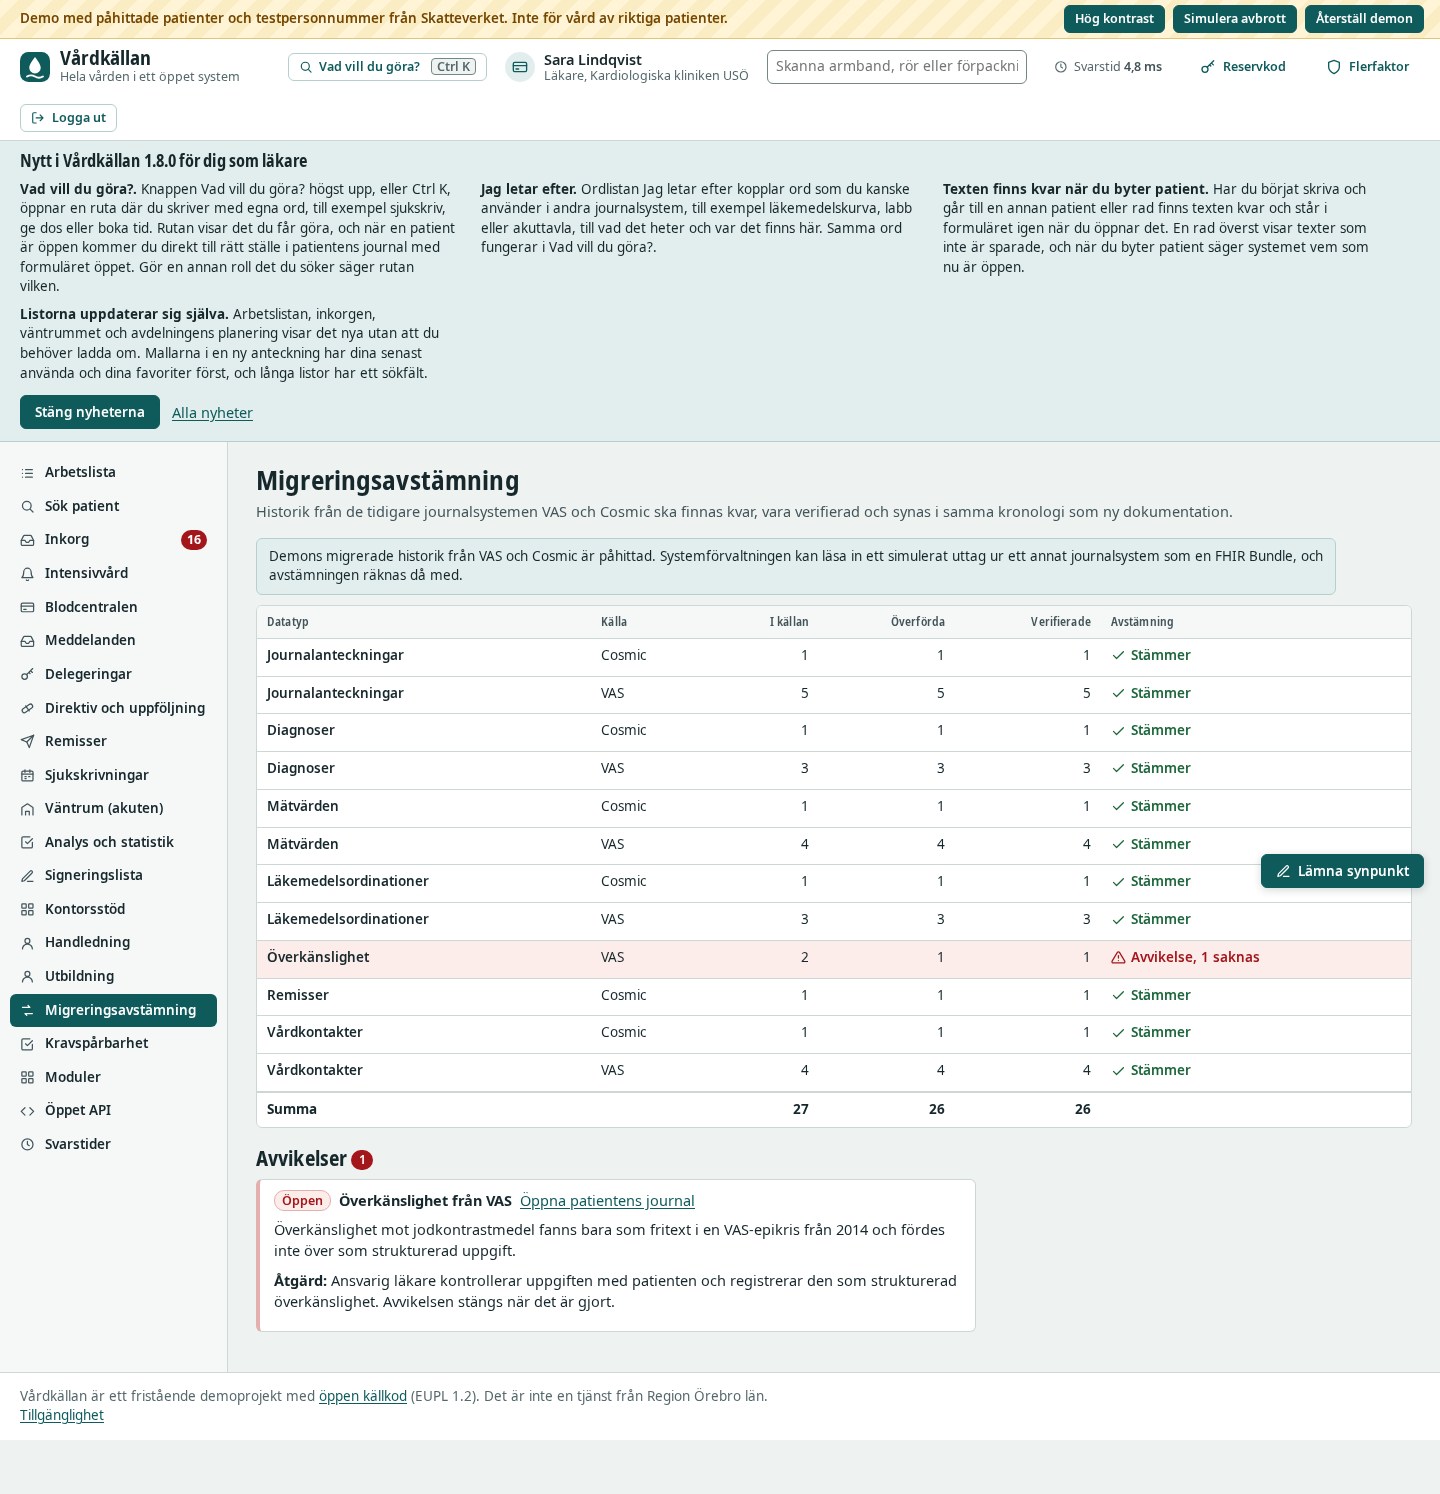 Demo med påhittade patienter och testpersonnummer från Skatteverket. Inte för vård av riktiga patienter.
Hög kontrast
Simulera avbrott
Återställ demon
Vårdkällan
Hela vården i ett öppet system
Vad vill du göra? Ctrl K
Sara Lindqvist
Läkare, Kardiologiska kliniken USÖ
Skanna armband, rör eller förpackni
Svarstid 4,8 ms
Reservkod
Flerfaktor
Logga ut
Nytt i Vårdkällan 1.8.0 för dig som läkare
Vad vill du göra?. Knappen Vad vill du göra? högst upp, eller Ctrl K,
öppnar en ruta där du skriver med egna ord, till exempel sjukskriv,
ge dos eller boka tid. Rutan visar det du får göra, och när en patient
är öppen kommer du direkt till rätt ställe i patientens journal med
formuläret öppet. Gör en annan roll det du söker säger rutan
vilken.
Jag letar efter. Ordlistan Jag letar efter kopplar ord som du kanske
använder i andra journalsystem, till exempel läkemedelskurva, labb
eller akuttavla, till vad det heter och var det finns här. Samma ord
fungerar i Vad vill du göra?.
Texten finns kvar när du byter patient. Har du börjat skriva och
går till en annan patient eller rad finns texten kvar och står i
formuläret igen när du öppnar det. En rad överst visar texter som
inte är sparade, och när du byter patient säger systemet vem som
nu är öppen.
Listorna uppdaterar sig själva. Arbetslistan, inkorgen,
väntrummet och avdelningens planering visar det nya utan att du
behöver ladda om. Mallarna i en ny anteckning har dina senast
använda och dina favoriter först, och långa listor har ett sökfält.
Stäng nyheterna
Alla nyheter
Arbetslista
Sök patient
Inkorg 16
Intensivvård
Blodcentralen
Meddelanden
Delegeringar
Direktiv och uppföljning
Remisser
Sjukskrivningar
Väntrum (akuten)
Analys och statistik
Signeringslista
Kontorsstöd
Handledning
Utbildning
Migreringsavstämning
Kravspårbarhet
Moduler
Öppet API
Svarstider
Migreringsavstämning
Historik från de tidigare journalsystemen VAS och Cosmic ska finnas kvar, vara verifierad och synas i samma kronologi som ny dokumentation.
Demons migrerade historik från VAS och Cosmic är påhittad. Systemförvaltningen kan läsa in ett simulerat uttag ur ett annat journalsystem som en FHIR Bundle, och
avstämningen räknas då med.
Datatyp Källa I källan Överförda Verifierade Avstämning
Journalanteckningar Cosmic 1 1 1 Stämmer
Journalanteckningar VAS 5 5 5 Stämmer
Diagnoser Cosmic 1 1 1 Stämmer
Diagnoser VAS 3 3 3 Stämmer
Mätvärden Cosmic 1 1 1 Stämmer
Mätvärden VAS 4 4 4 Stämmer
Läkemedelsordinationer Cosmic 1 1 1 Stämmer
Läkemedelsordinationer VAS 3 3 3 Stämmer
Överkänslighet VAS 2 1 1 Avvikelse, 1 saknas
Remisser Cosmic 1 1 1 Stämmer
Vårdkontakter Cosmic 1 1 1 Stämmer
Vårdkontakter VAS 4 4 4 Stämmer
Summa 27 26 26
Lämna synpunkt
Avvikelser 1
Öppen Överkänslighet från VAS Öppna patientens journal
Överkänslighet mot jodkontrastmedel fanns bara som fritext i en VAS-epikris från 2014 och fördes
inte över som strukturerad uppgift.
Åtgärd: Ansvarig läkare kontrollerar uppgiften med patienten och registrerar den som strukturerad
överkänslighet. Avvikelsen stängs när det är gjort.
Vårdkällan är ett fristående demoprojekt med öppen källkod (EUPL 1.2). Det är inte en tjänst från Region Örebro län.
Tillgänglighet